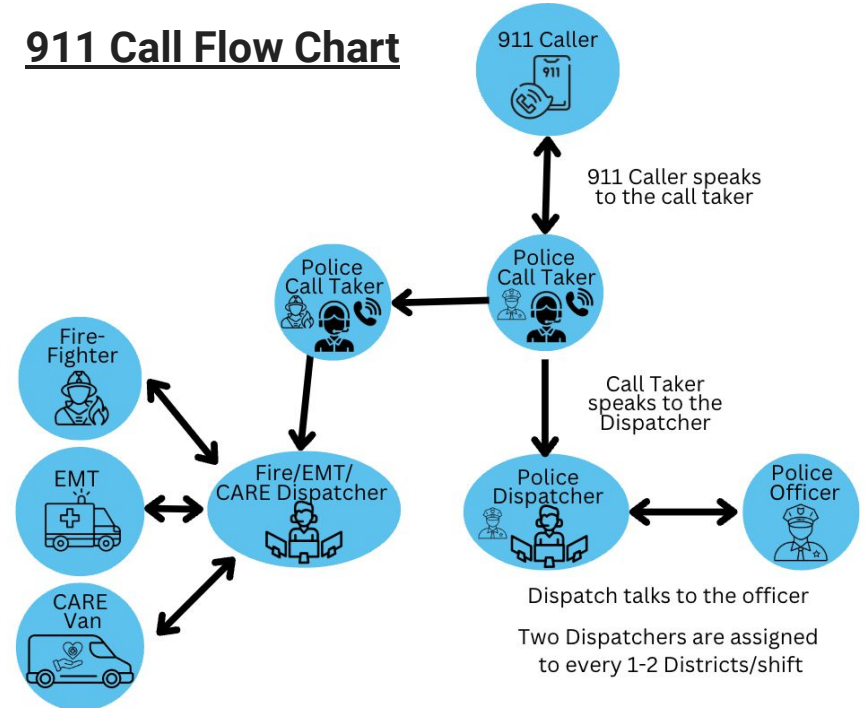 911 Call Flow Chart
911 Caller
911
911 Caller speaks
to the call taker
Police
Call Taker
Police
Call Taker
Fire-
Fighter
Call Taker
speaks to the
Dispatcher
EMT
Fire/EMT/
CARE Dispatcher
Police
Dispatcher
Police
Officer
CARE
Van
Dispatch talks to the officer
Two Dispatchers are assigned
to every 1-2 Districts/shift